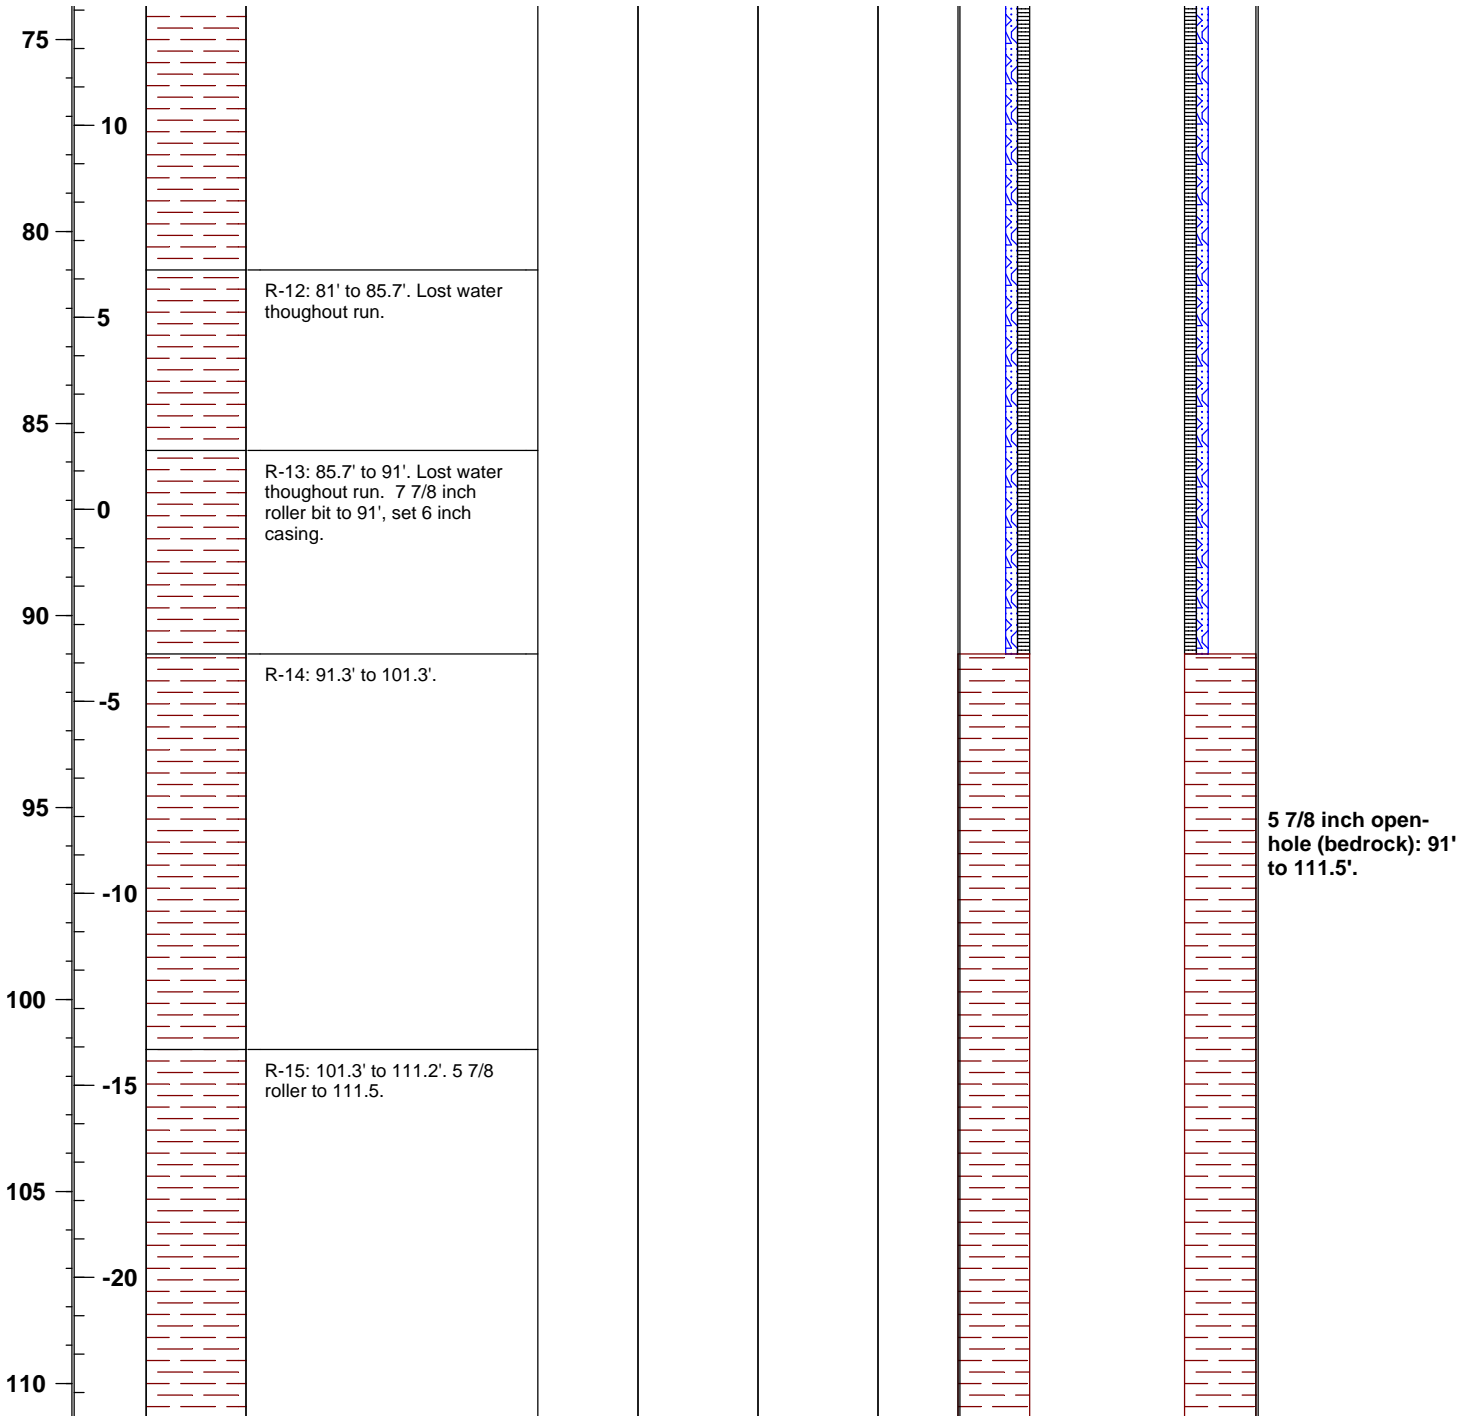 75
10
80
R-12: 81' to 85.7'. Lost water
thoughout run.
5
85
R-13: 85.7' to 91'. Lost water
thoughout run.  7 7/8 inch
roller bit to 91', set 6 inch
casing.
0
90
R-14: 91.3' to 101.3'.
-5
95
5 7/8 inch open-
hole (bedrock): 91'
to 111.5'.
-10
100
R-15: 101.3' to 111.2'. 5 7/8
roller to 111.5.
-15
105
-20
110